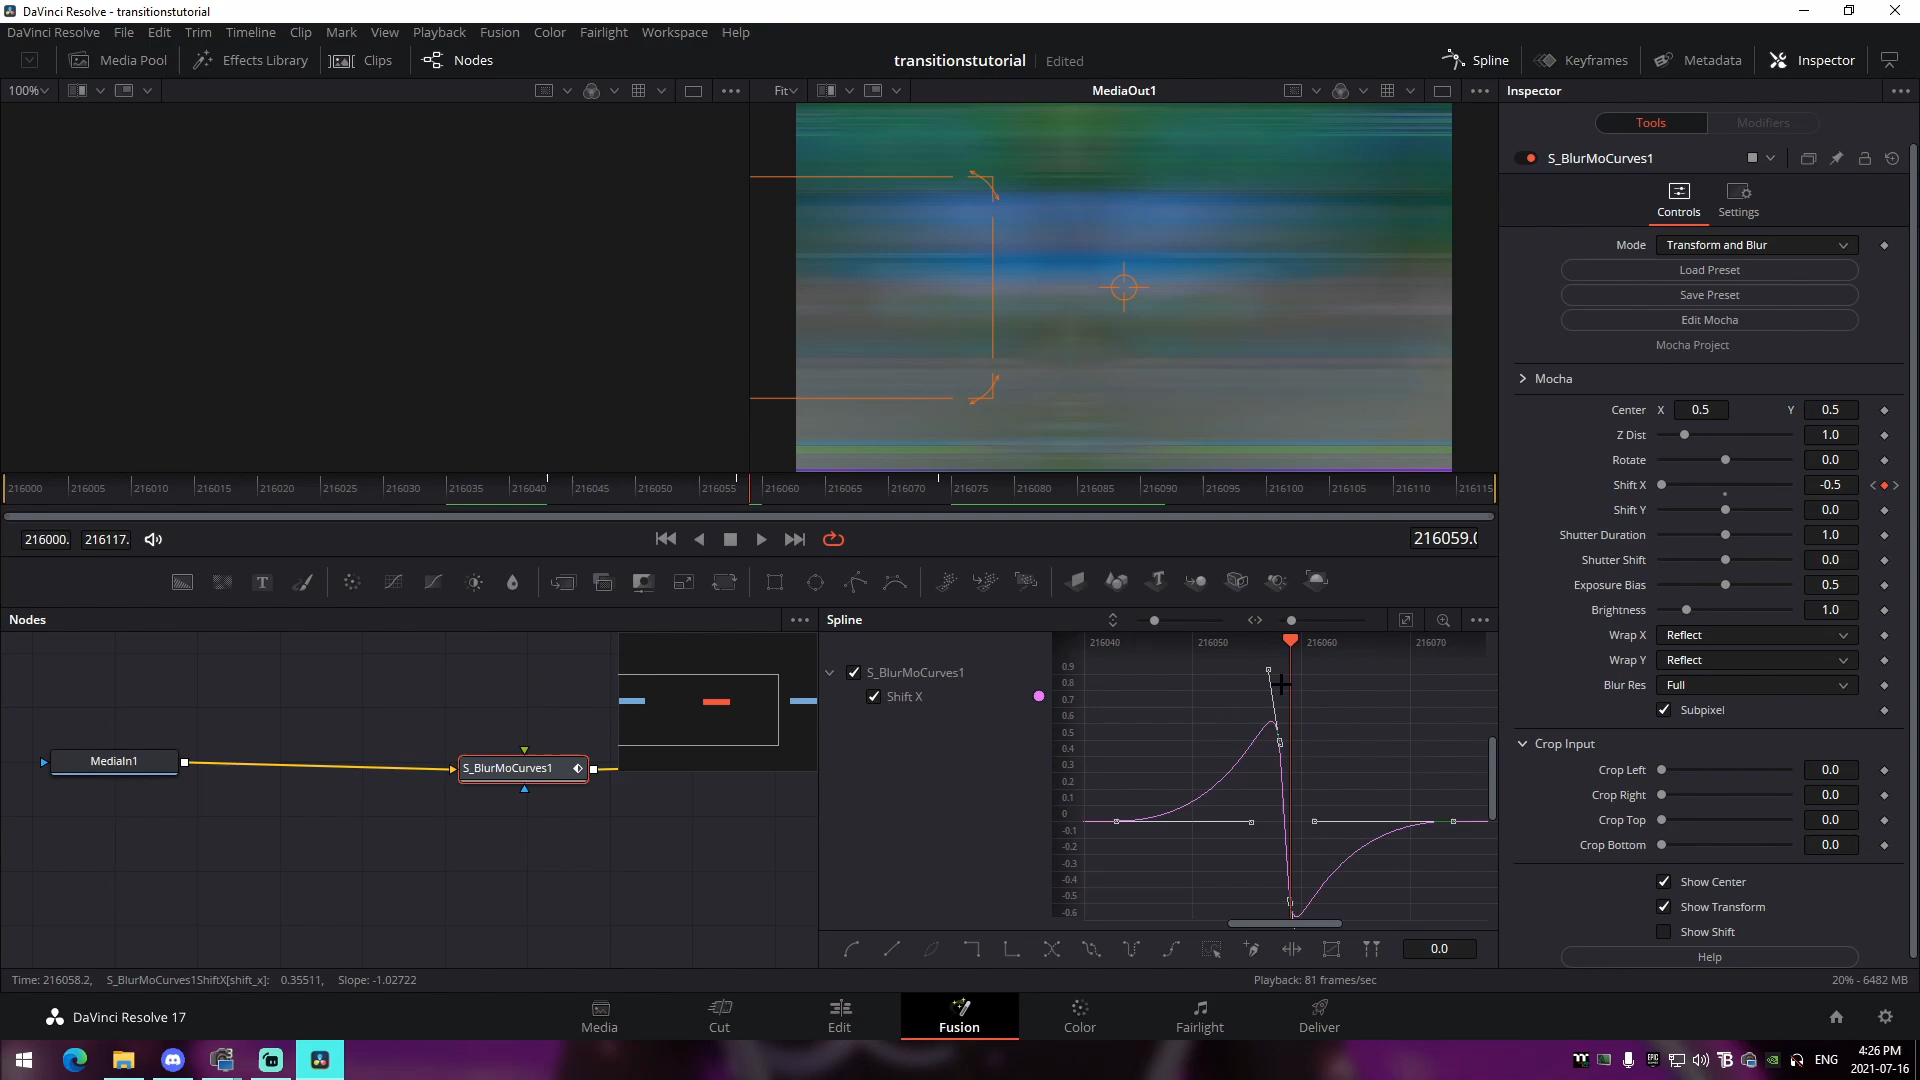 DaVinci Resolve - transitionstutorial
DaVinci Resolve File Edit Trim Timeline Clip Mark View Playback Fusion Color Fairlight Workspace Help
Media Pool Effects Library Clips Nodes transitionstutorial Edited Spline Keyframes Metadata Inspector
100% Fit MediaOut1 Inspector
Tools Modifiers
S_BlurMoCurves1
Controls Settings
Mode Transform and Blur
Load Preset
Save Preset
Edit Mocha
Mocha Project
Mocha
Center X 0.5 Y 0.5
Z Dist 1.0
Rotate 0.0
Shift X -0.5
Shift Y 0.0
Shutter Duration 1.0
Shutter Shift 0.0
Exposure Bias 0.5
Brightness 1.0
Wrap X Reflect
Wrap Y Reflect
Blur Res Full
Subpixel
Crop Input
Crop Left 0.0
Crop Right 0.0
Crop Top 0.0
Crop Bottom 0.0
Show Center
Show Transform
Show Shift
Help
216000 216005 216010 216015 216020 216025 216030 216035 216040 216045 216050 216055 216060 216065 216070 216075 216080 216085 216090 216095 216100 216105 216110 216115
216000. 216117. 216059.0
Nodes
MediaIn1
S_BlurMoCurves1
Spline
S_BlurMoCurves1
Shift X
216040 216050 216060 216070
0.9
0.8
0.7
0.6
0.5
0.4
0.3
0.2
0.1
0
-0.1
-0.2
-0.3
-0.4
-0.5
-0.6
0.0
Time: 216058.2, S_BlurMoCurves1ShiftX[shift_x]: 0.35511, Slope: -1.02722
Playback: 81 frames/sec
20% - 6482 MB
DaVinci Resolve 17
Media Cut Edit Fusion Color Fairlight Deliver
ENG
4:26 PM
2021-07-16